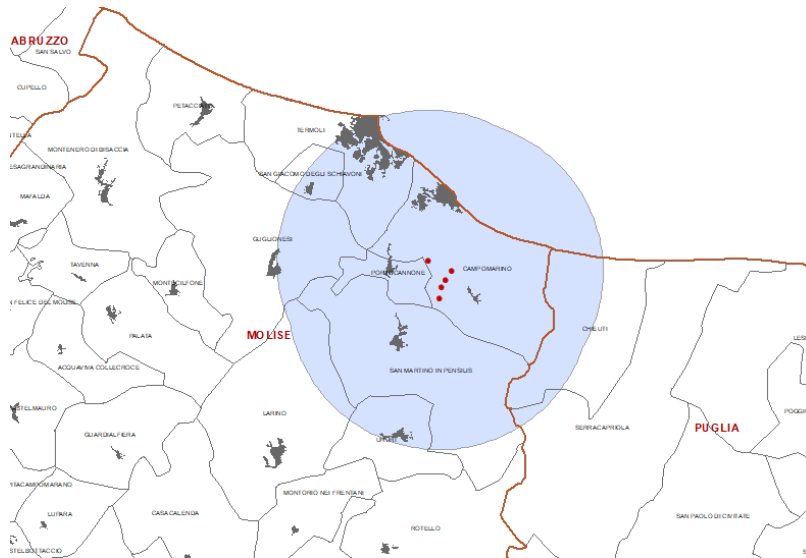 ABRUZZO
SAN SALVO
CUPELLO
PETACCIATO
TERMOLI
MONTENERO DI BISACCIA
SAN GIACOMO DEGLI SCHIAVONI
MAFALDA
GUGLIONESI
TAVENNA
PORTOCANNONE
CAMPOMARINO
MONTECILFONE
CHIEUTI
PALATA
MOLISE
ACQUAVIVA COLLECROCE
SAN MARTINO IN PENSILIS
LARINO
SERRACAPRIOLA
PUGLIA
GUARDIALFIERA
URURI
MONTORIO NEI FRENTANI
LUPARA
CASACALENDA
ROTELLO
SAN PAOLO DI CIVITATE